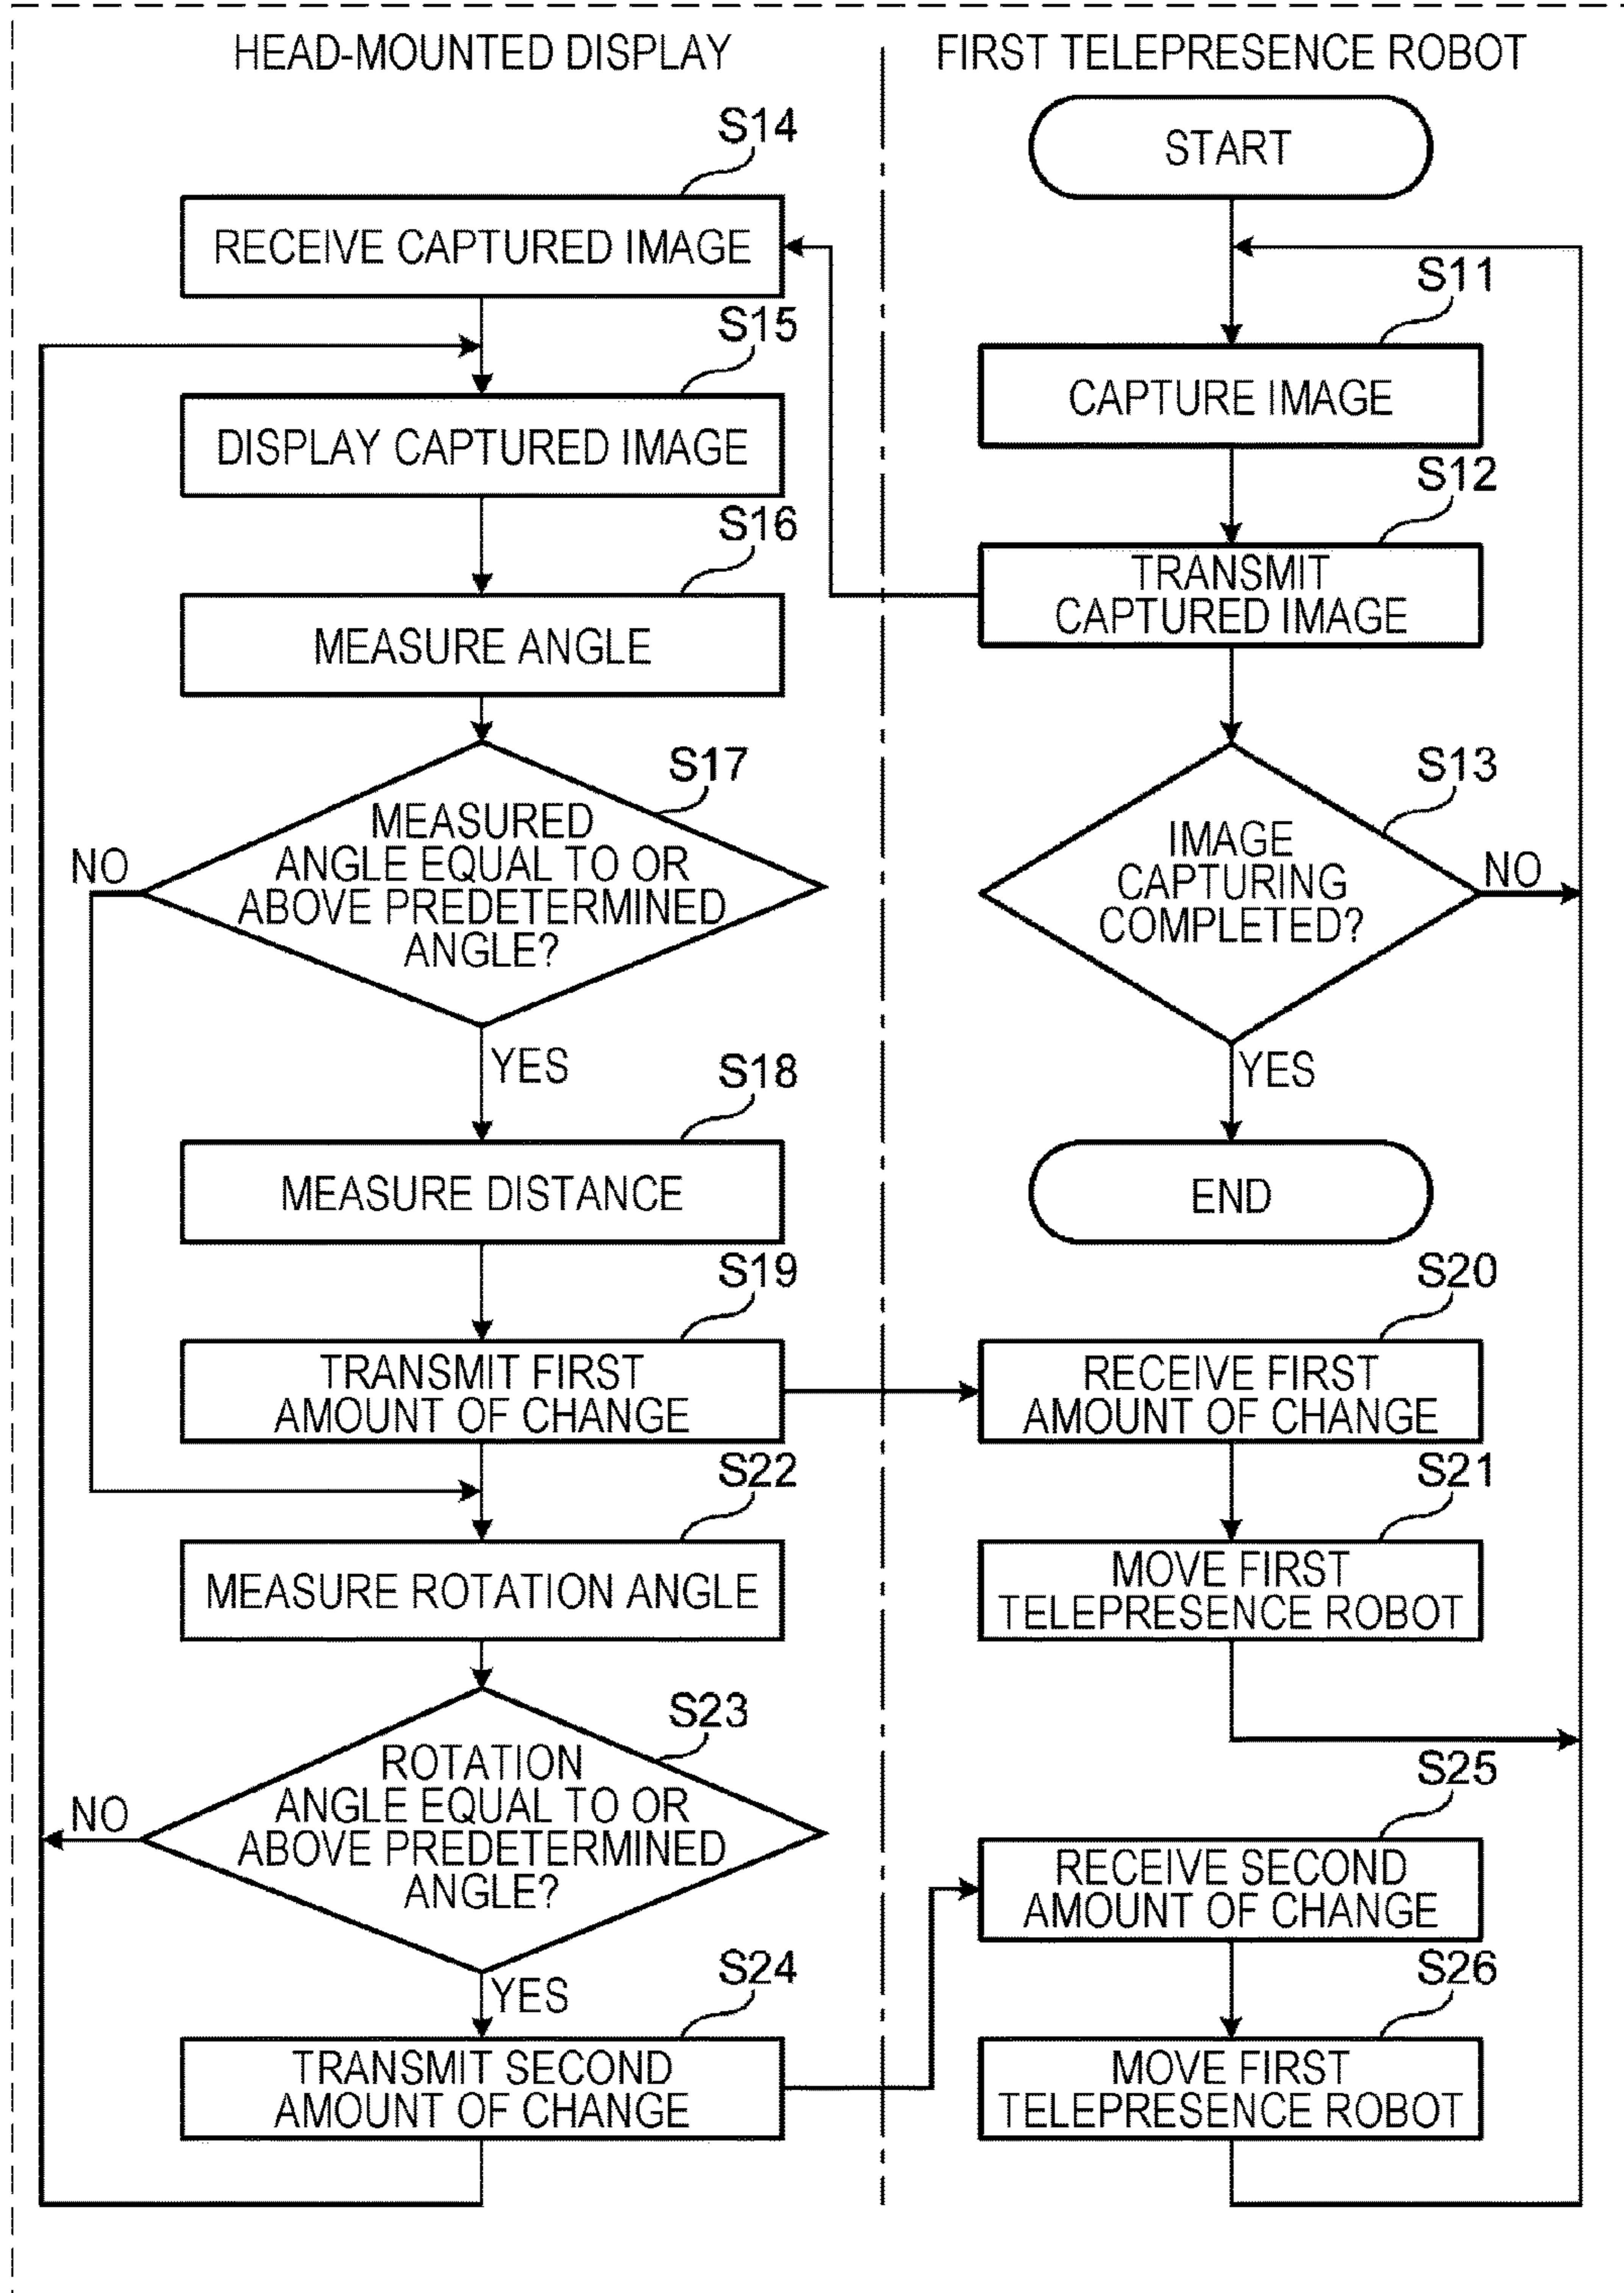 HEAD-MOUNTED DISPLAY
S14
RECEIVE CAPTURED IMAGE
S15
DISPLAY CAPTURED IMAGE
S16
MEASURE ANGLE
S17
MEASURED
ANGLE EQUAL TO OR
ABOVE PREDETERMINED
ANGLE?
NO
YES
S18
MEASURE DISTANCE
S19
TRANSMIT FIRST
AMOUNT OF CHANGE
S22
MEASURE ROTATION ANGLE
S23
ROTATION
ANGLE EQUAL TO OR
ABOVE PREDETERMINED
ANGLE?
NO
YES
S24
TRANSMIT SECOND
AMOUNT OF CHANGE
FIRST TELEPRESENCE ROBOT
START
S11
CAPTURE IMAGE
S12
TRANSMIT
CAPTURED IMAGE
S13
IMAGE
CAPTURING
COMPLETED?
NO
YES
END
S20
RECEIVE FIRST
AMOUNT OF CHANGE
S21
MOVE FIRST
TELEPRESENCE ROBOT
S25
RECEIVE SECOND
AMOUNT OF CHANGE
S26
MOVE FIRST
TELEPRESENCE ROBOT